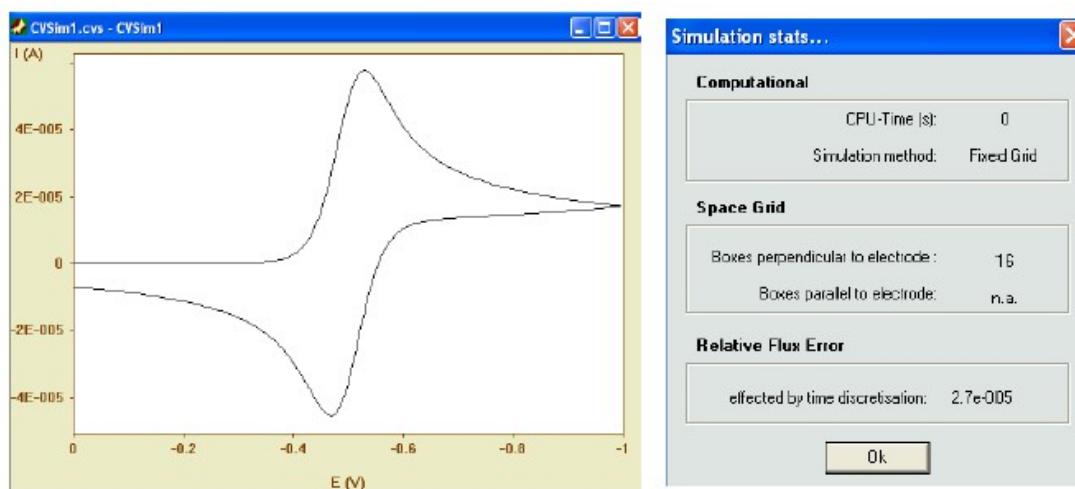 CVSim1.cvs - CVSim1
I (A)
4E-005
2E-005
0
-2E-005
-4E-005
0
-0.2
-0.4
-0.6
-0.8
-1
E (V)
Simulation stats...
Computational
CPU-Time (s): 0
Simulation method: Fixed Grid
Space Grid
Boxes perpendicular to electrode : 16
Boxes parallel to electrode: n.a.
Relative Flux Error
effected by time discretisation: 2.7e-005
Ok